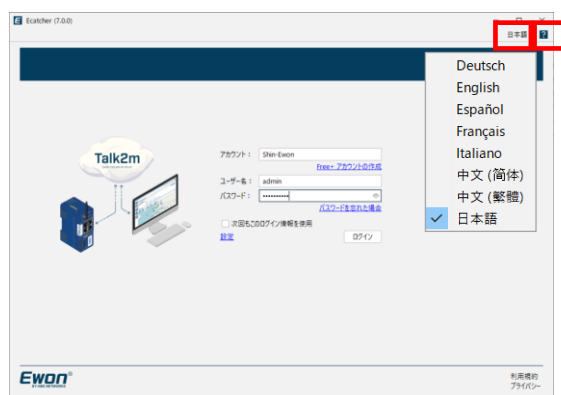 Ecatcher (7.0.0)
日本語 ?
Deutsch
English
Español
Français
Italiano
中文 (简体)
中文 (繁體)
日本語
Talk2m
アカウント： Shin-Ewon
Free+ アカウントの作成
ユーザー名： admin
パスワード： ••••••••••
パスワードを忘れた場合
次回もこのログイン情報を使用
設定 ログイン
Ewon®
BY HMS NETWORKS
利用規約
プライバシー